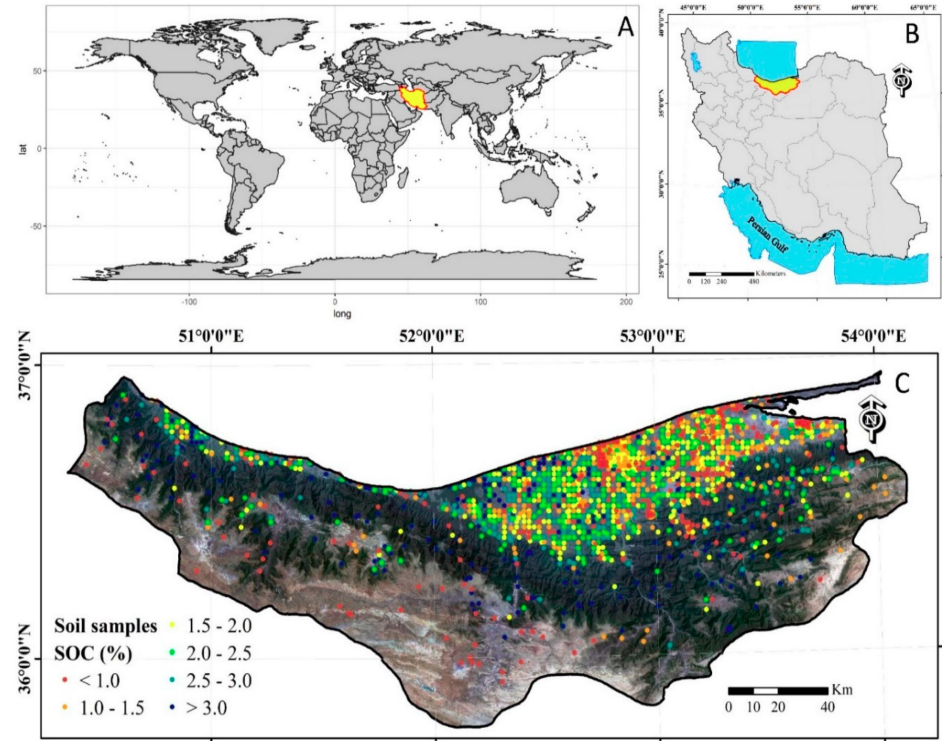 A
50
0
-50
lat
-100
0
100
200
long
45°0'0"E
50°0'0"E
55°0'0"E
60°0'0"E
65°0'0"E
B
N
40°0'0"N
35°0'0"N
30°0'0"N
25°0'0"N
Persian Gulf
Kilometers
0 120 240 480
51°0'0"E 52°0'0"E 53°0'0"E 54°0'0"E
37°0'0"N
36°0'0"N
C
N
Soil samples
SOC (%)
< 1.0
1.0 - 1.5
1.5 - 2.0
2.0 - 2.5
2.5 - 3.0
> 3.0
Km
0 10 20 40